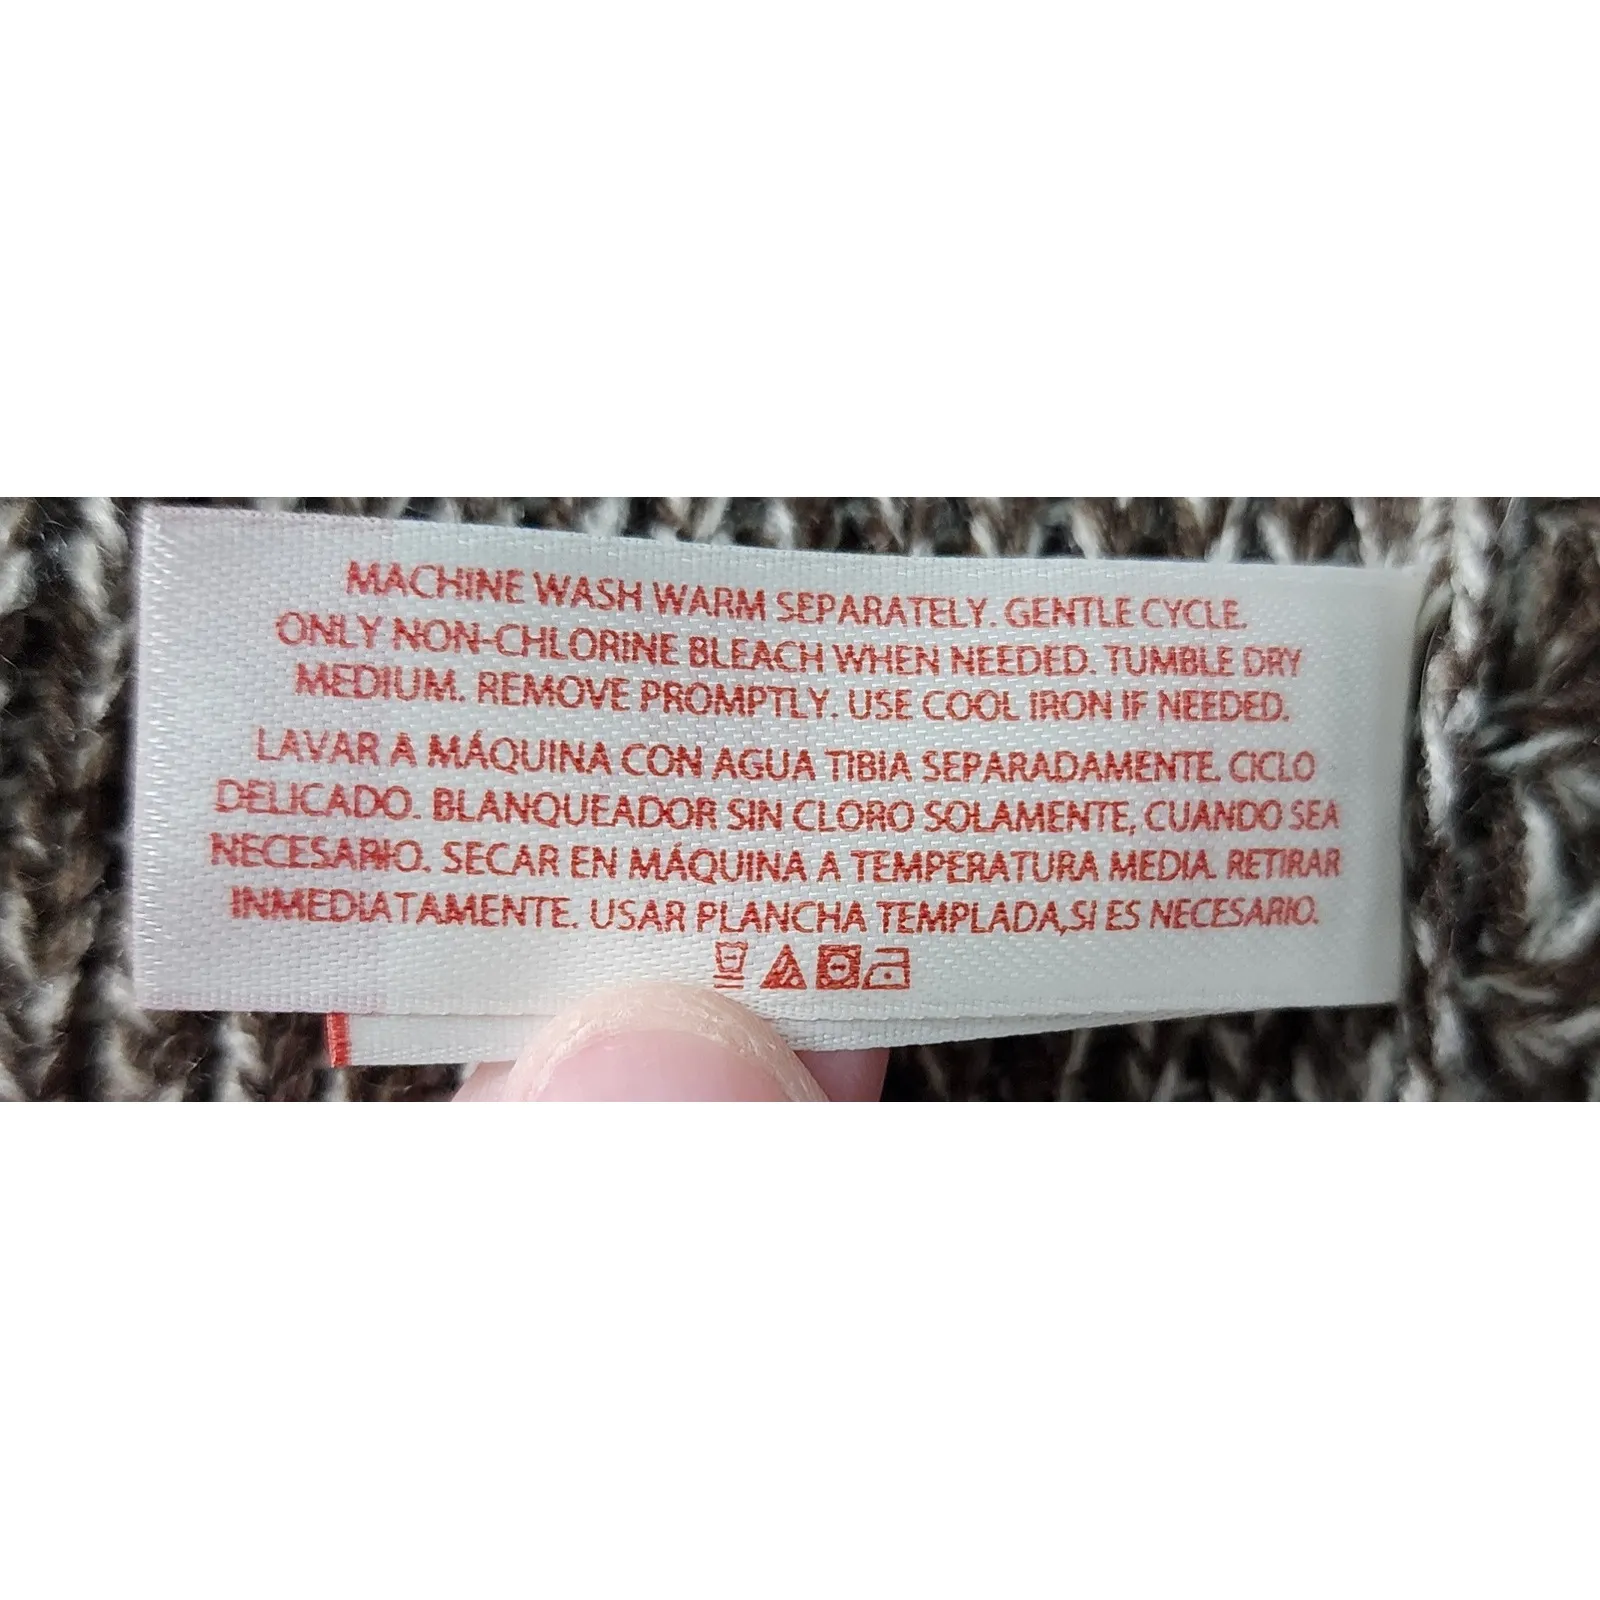 MACHINE WASH WARM SEPARATELY. GENTLE CYCLE.
ONLY NON-CHLORINE BLEACH WHEN NEEDED. TUMBLE DRY
MEDIUM. REMOVE PROMPTLY. USE COOL IRON IF NEEDED.
LAVAR A MÁQUINA CON AGUA TIBIA SEPARADAMENTE. CICLO
DELICADO. BLANQUEADOR SIN CLORO SOLAMENTE, CUANDO SEA
NECESARIO. SECAR EN MÁQUINA A TEMPERATURA MEDIA. RETIRAR
INMEDIATAMENTE. USAR PLANCHA TEMPLADA,SI ES NECESARIO.